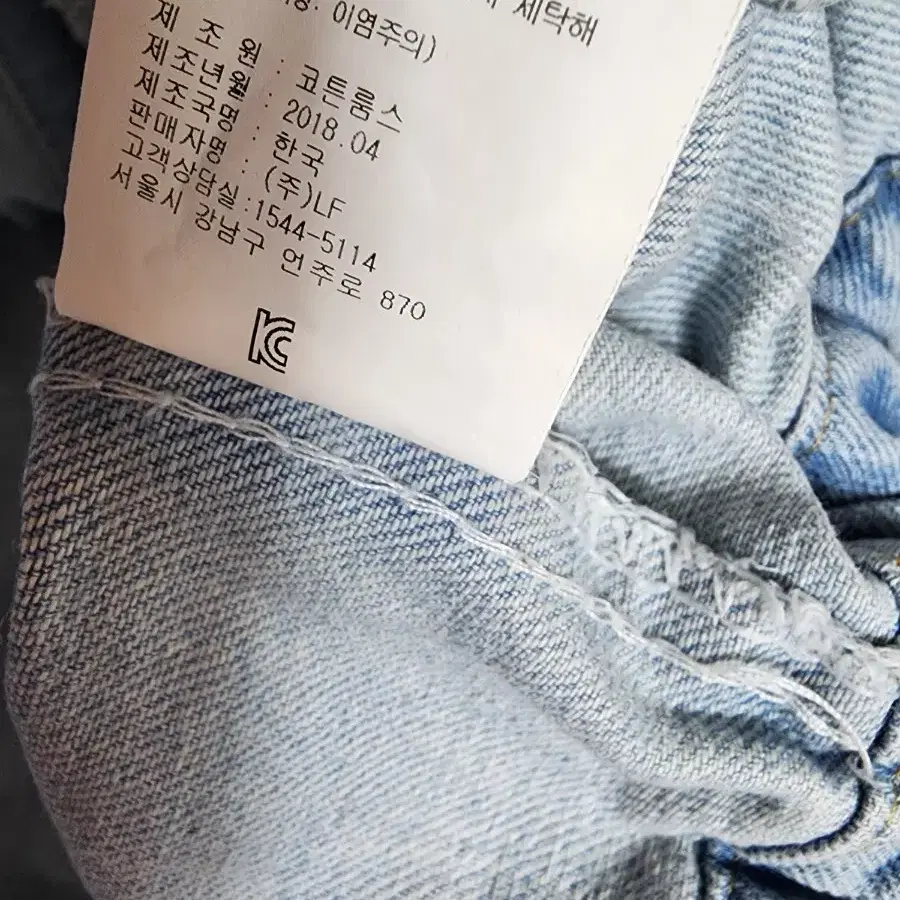 세탁해
이염주의)
제 조 원 : 코튼룸스
제조년월 : 2018.04
제조국명 : 한국
판매자명 : (주)LF
고객상담실:1544-5114
서울시 강남구 언주로 870